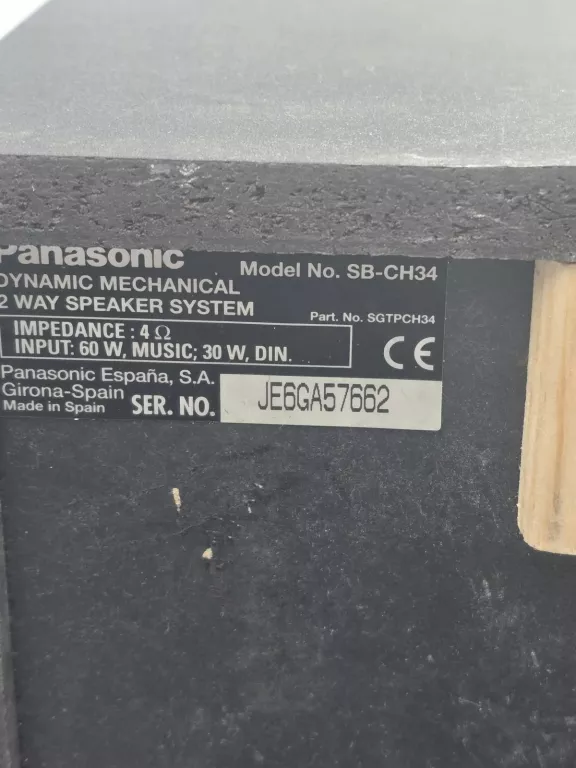 Panasonic Model No. SB-CH34
DYNAMIC MECHANICAL
2 WAY SPEAKER SYSTEM
Part. No. SGTPCH34
IMPEDANCE : 4 Ω
INPUT: 60 W, MUSIC; 30 W, DIN.
CE
Panasonic España, S.A.
Girona-Spain
Made in Spain SER. NO. JE6GA57662